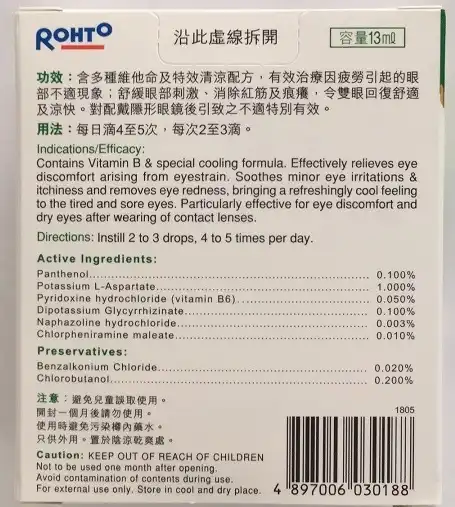 ROHTO
沿此虛線拆開
容量13mℓ
功效：含多種維他命及特效清涼配方，有效治療因疲勞引起的眼
部不適現象；舒緩眼部刺激、消除紅筋及痕癢，令雙眼回復舒適
及涼快。對配戴隱形眼鏡後引致之不適特別有效。
用法：每日滴4至5次，每次2至3滴。
Indications/Efficacy:
Contains Vitamin B & special cooling formula. Effectively relieves eye
discomfort arising from eyestrain. Soothes minor eye irritations &
itchiness and removes eye redness, bringing a refreshingly cool feeling
to the tired and sore eyes. Particularly effective for eye discomfort and
dry eyes after wearing of contact lenses.
Directions: Instill 2 to 3 drops, 4 to 5 times per day.
Active Ingredients:
Panthenol........................................................ 0.100%
Potassium L-Aspartate........................................ 1.000%
Pyridoxine hydrochloride (vitamin B6)....................... 0.050%
Dipotassium Glycyrrhizinate.................................. 0.100%
Naphazoline hydrochloride.................................... 0.003%
Chlorpheniramine maleate..................................... 0.010%
Preservatives:
Benzalkonium Chloride........................................ 0.020%
Chlorobutanol................................................... 0.200%
注意：避免兒童誤取使用。
開封一個月後請勿使用。
使用時避免污染樽內藥水。
只供外用。置於陰涼乾爽處。
1805
Caution: KEEP OUT OF REACH OF CHILDREN
Not to be used one month after opening.
Avoid contamination of contents during use.
For external use only. Store in cool and dry place.
4 897006 030188